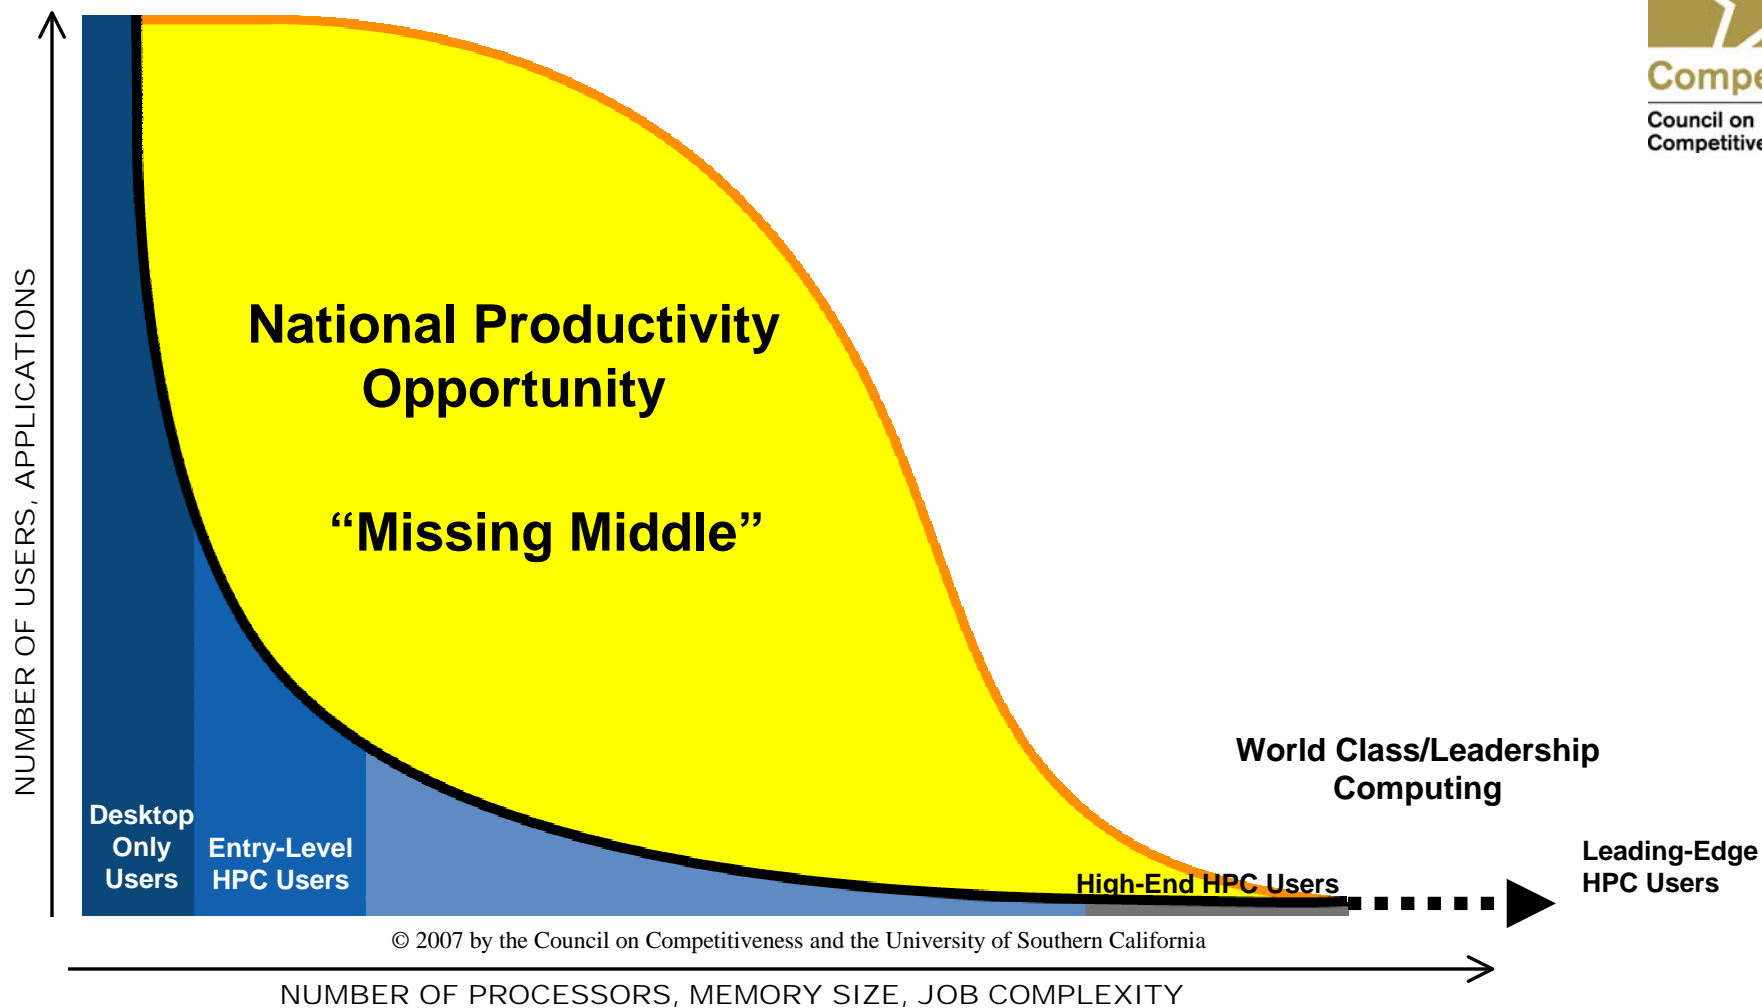 Council on
NUMBER OF USERS, APPLICATIONS
National Productivity
Opportunity
“Missing Middle”
World Class/Leadership
Computing
Desktop
Only
Users
Entry-Level
HPC Users
High-End HPC Users
Leading-Edge
HPC Users
© 2007 by the Council on Competitiveness and the University of Southern California
NUMBER OF PROCESSORS, MEMORY SIZE, JOB COMPLEXITY